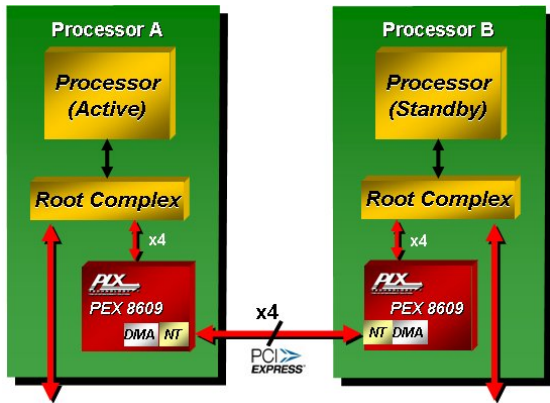 Processor A
Processor
(Active)
Root Complex
x4
PLX
PEX 8609
DMA NT
x4
PCI
EXPRESS®
Processor B
Processor
(Standby)
Root Complex
x4
PLX
PEX 8609
NT DMA